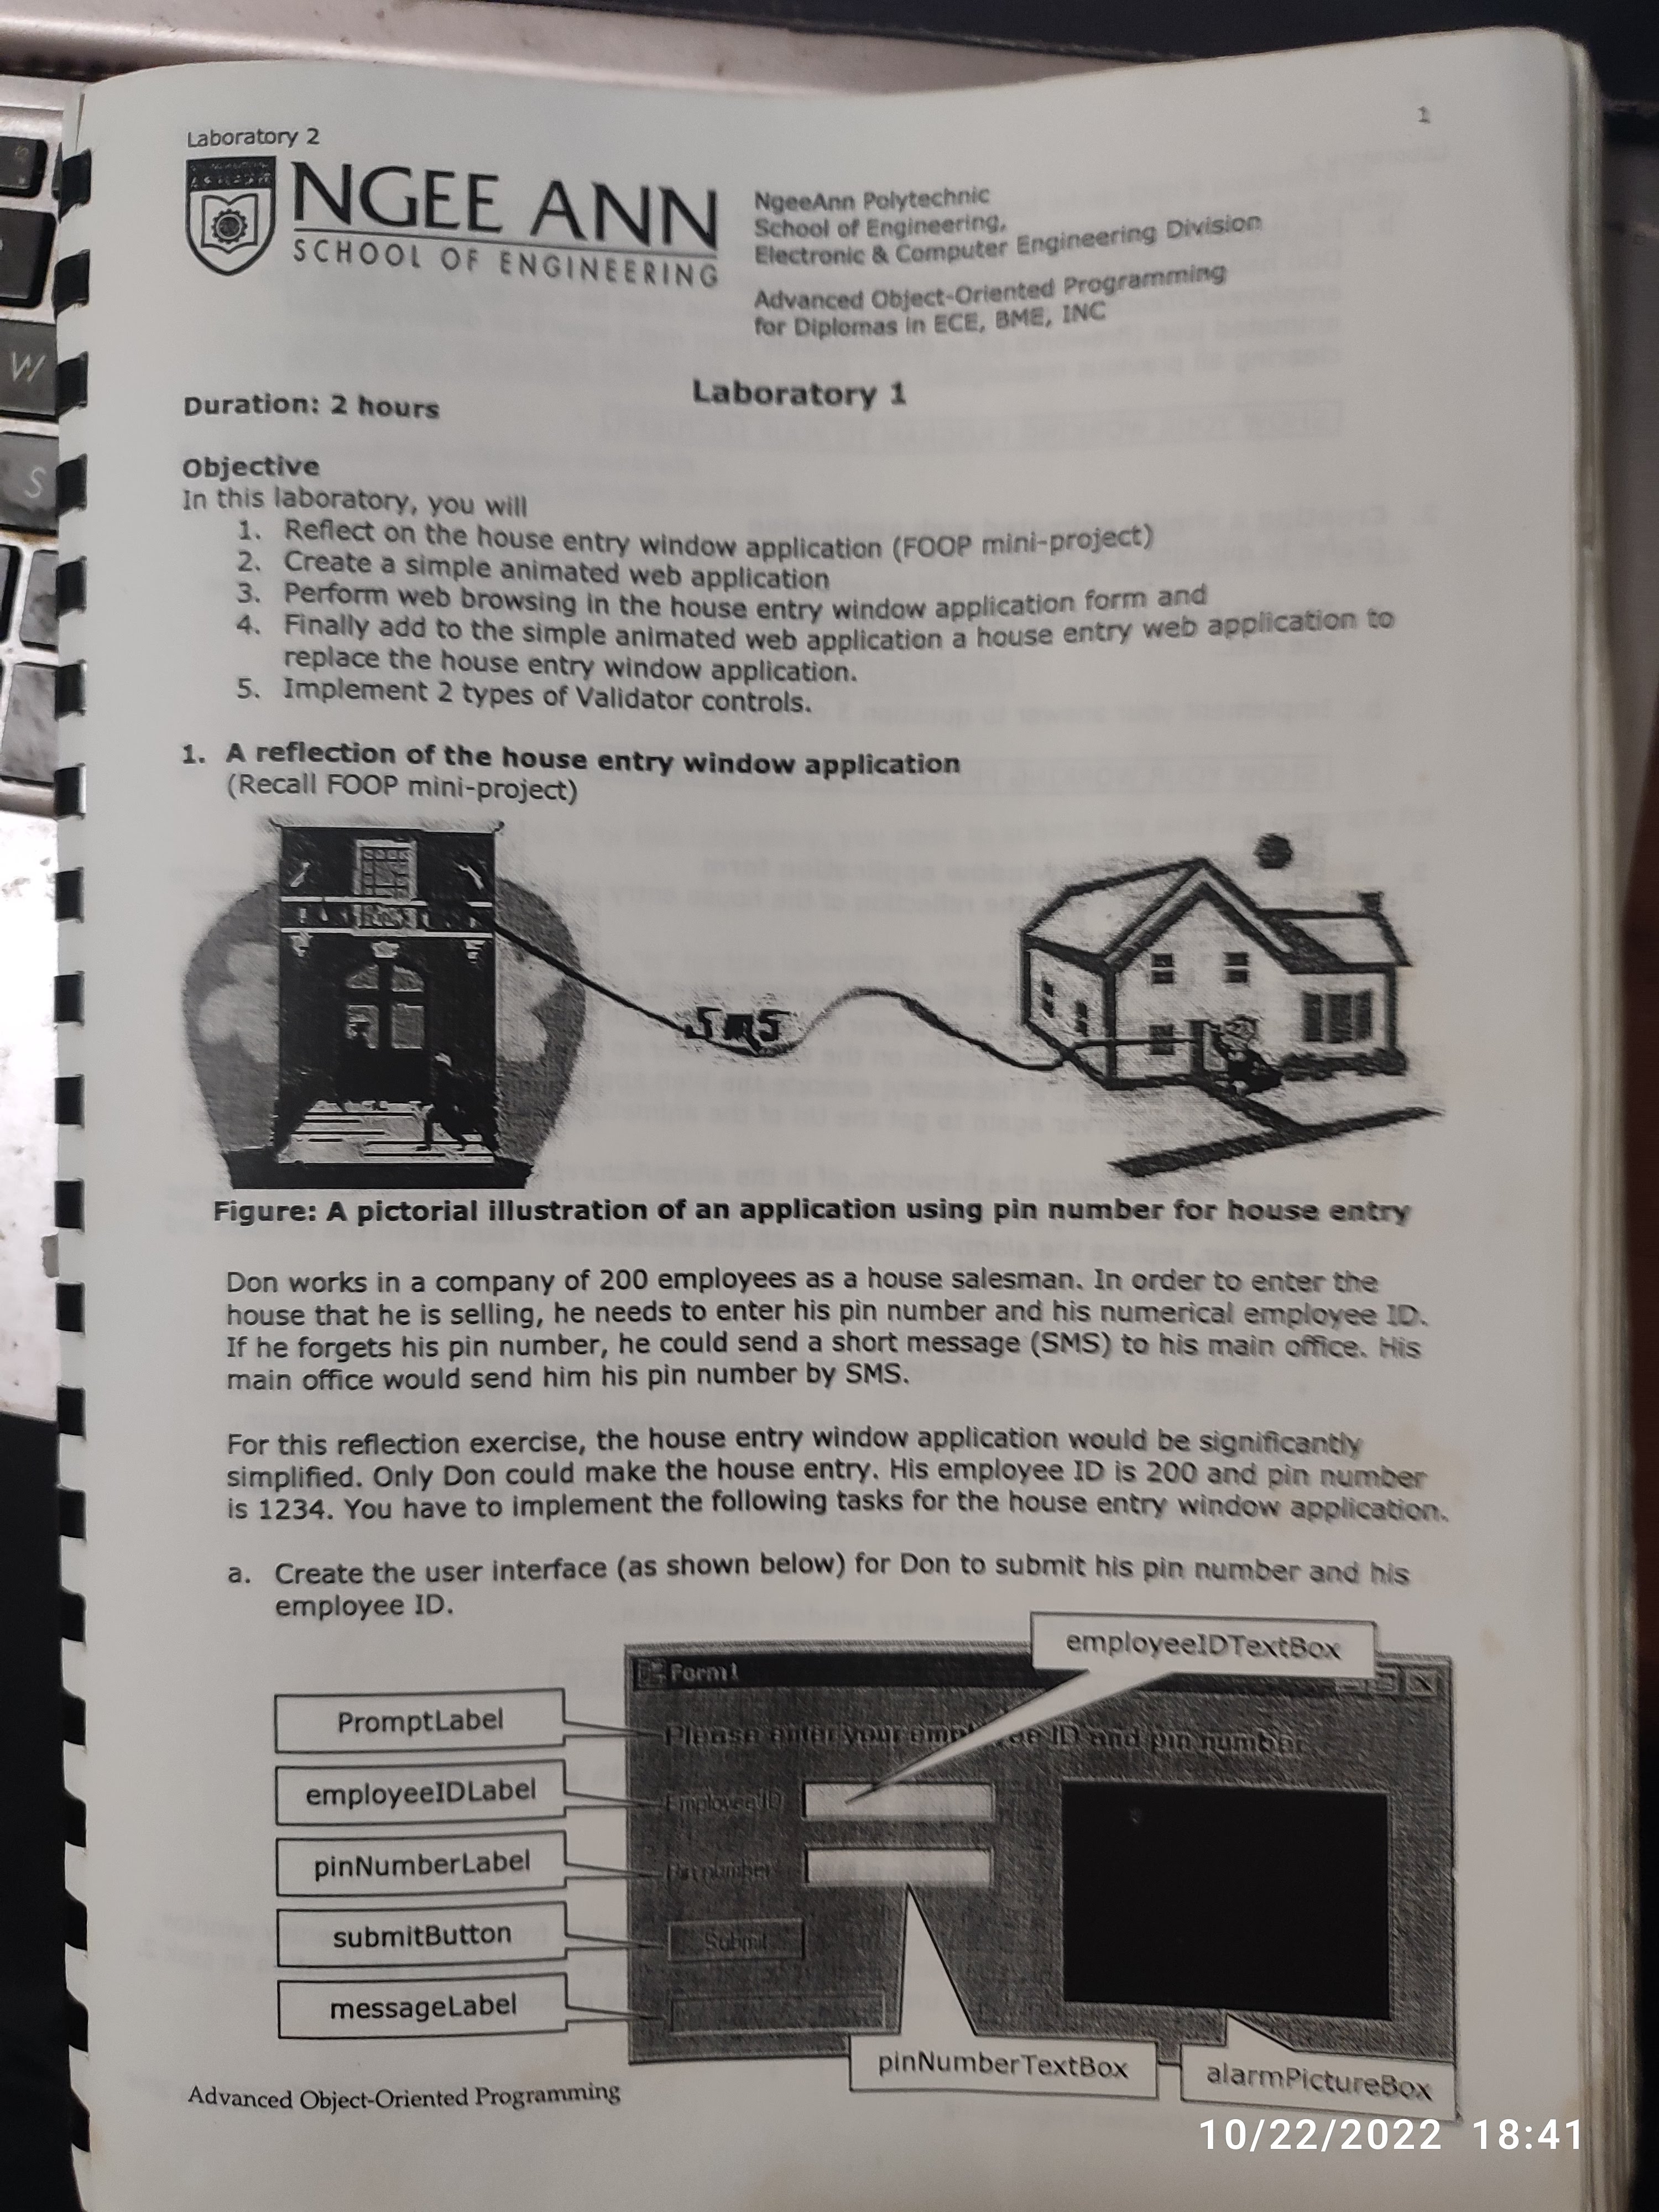 1
Laboratory 2
NGEE ANN
SCHOOL OF ENGINEERING
NgeeAnn Polytechnic
School of Engineering,
Electronic & Computer Engineering Division
Advanced Object-Oriented Programming
for Diplomas in ECE, BME, INC
Laboratory 1
Duration: 2 hours
Objective
In this laboratory, you will
1. Reflect on the house entry window application (FOOP mini-project)
2. Create a simple animated web application
3. Perform web browsing in the house entry window application form and
4. Finally add to the simple animated web application a house entry web application to
replace the house entry window application.
5. Implement 2 types of Validator controls.
1. A reflection of the house entry window application
(Recall FOOP mini-project)
SmS
Figure: A pictorial illustration of an application using pin number for house entry
Don works in a company of 200 employees as a house salesman. In order to enter the
house that he is selling, he needs to enter his pin number and his numerical employee ID.
If he forgets his pin number, he could send a short message (SMS) to his main office. His
main office would send him his pin number by SMS.
For this reflection exercise, the house entry window application would be significantly
simplified. Only Don could make the house entry. His employee ID is 200 and pin number
is 1234. You have to implement the following tasks for the house entry window application.
a. Create the user interface (as shown below) for Don to submit his pin number and his
employee ID.
employeeIDTextBox
Form1
PromptLabel
Please enter your ID and pin number.
employeeIDLabel
Employee ID
pinNumberLabel
Pin number
submitButton
Submit
messageLabel
pinNumberTextBox
alarmPictureBox
Advanced Object-Oriented Programming
10/22/2022 18:41
W
S